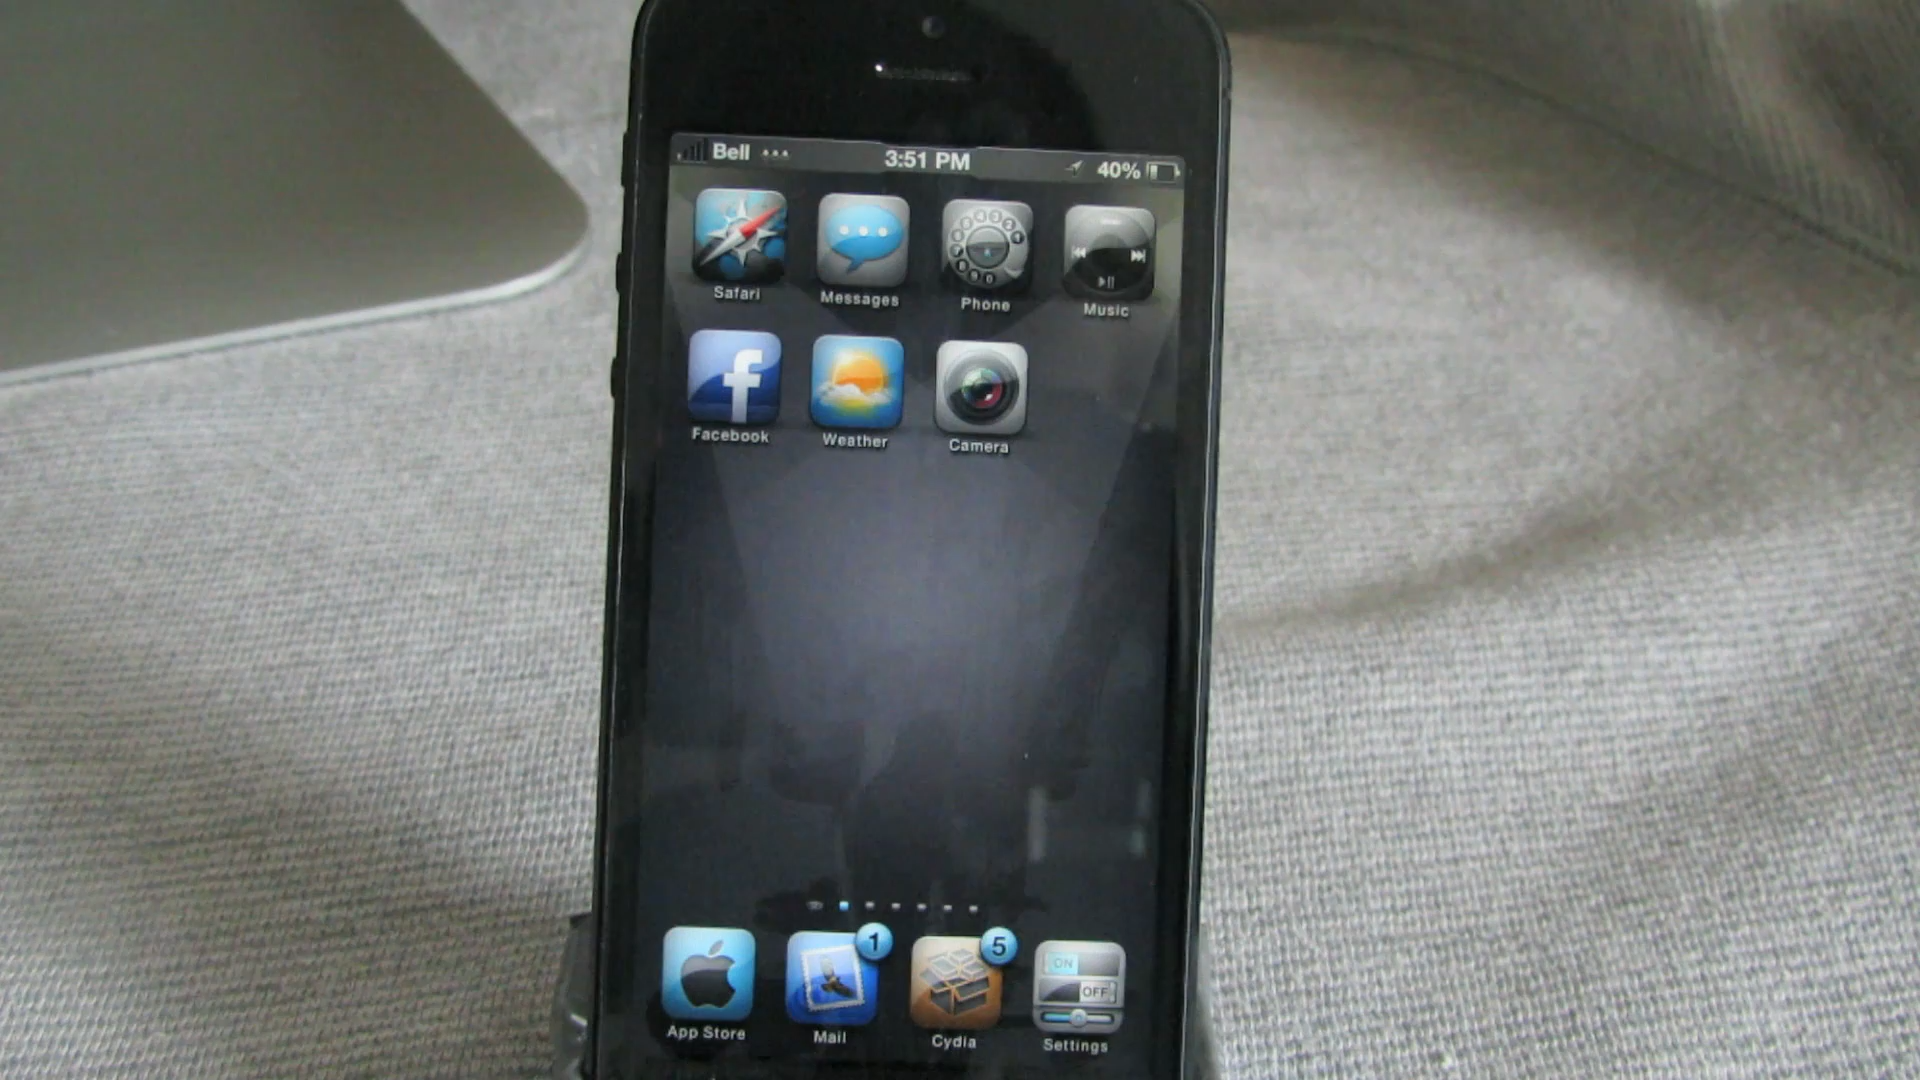 Bell 3:51 PM 40%
Safari Messages Phone Music
Facebook Weather Camera
1 5
ON
OFF
App Store Mail Cydia Settings